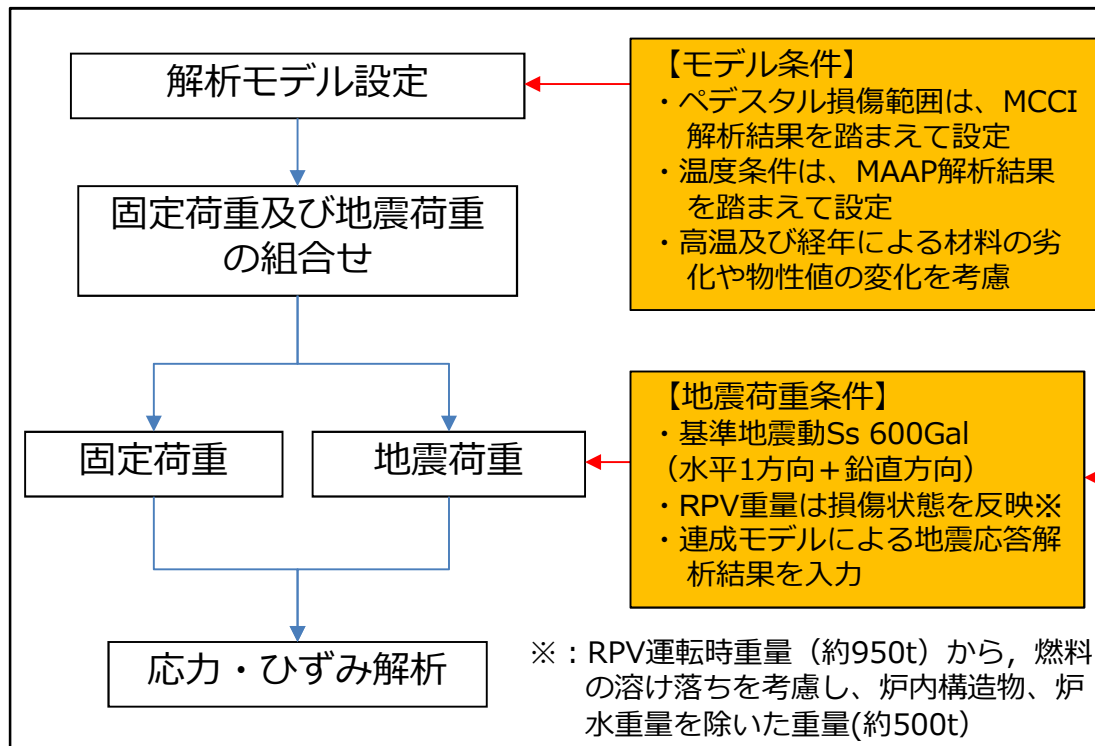 解析モデル設定
【モデル条件】
・ペデスタル損傷範囲は、MCCI
解析結果を踏まえて設定
・温度条件は、MAAP解析結果
を踏まえて設定
・高温及び経年による材料の劣
化や物性値の変化を考慮
固定荷重及び地震荷重
の組合せ
固定荷重
地震荷重
【地震荷重条件】
・基準地震動Ss 600Gal
（水平1方向＋鉛直方向）
・RPV重量は損傷状態を反映※
・連成モデルによる地震応答解
析結果を入力
応力・ひずみ解析
※：RPV運転時重量（約950t）から，燃料
の溶け落ちを考慮し、炉内構造物、炉
水重量を除いた重量(約500t）